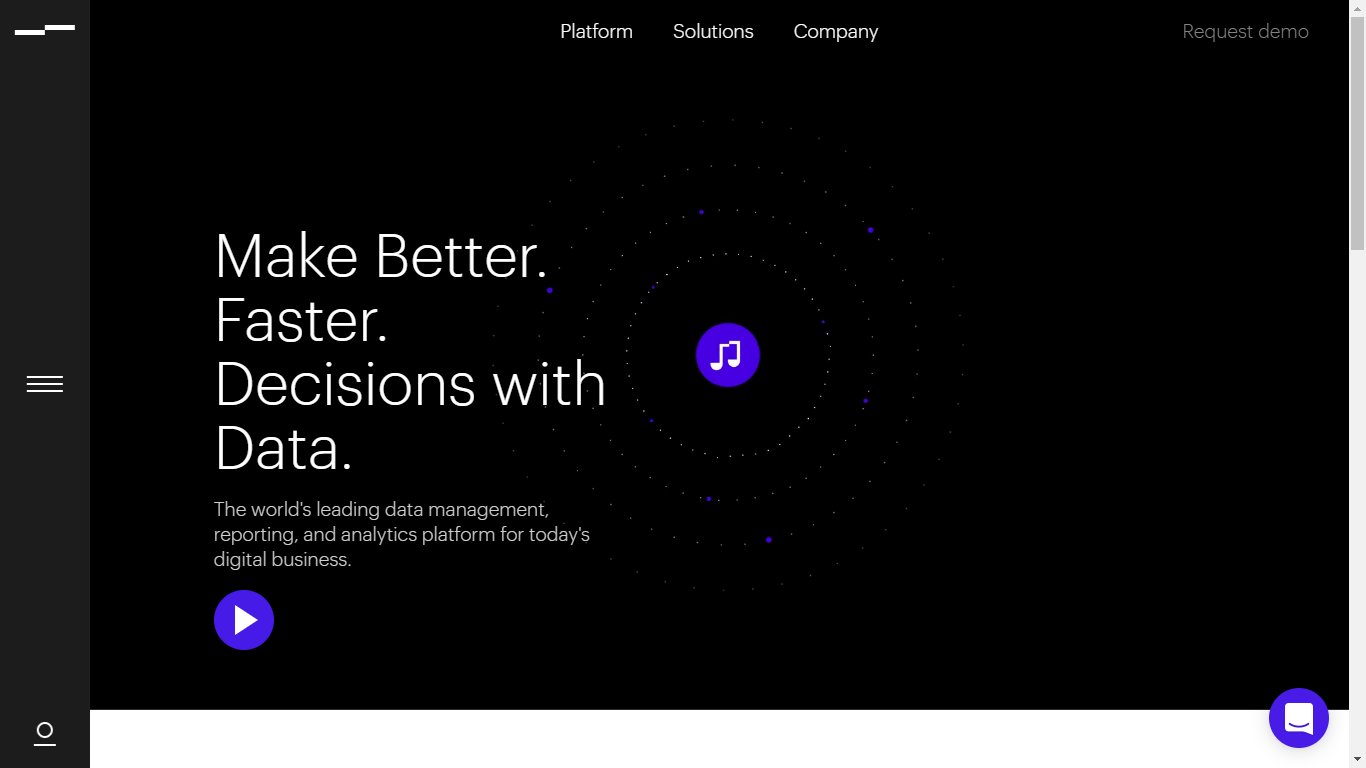 Platform Solutions Company Request demo
Make Better.
Faster.
Decisions with
Data.
The world's leading data management,
reporting, and analytics platform for today's
digital business.